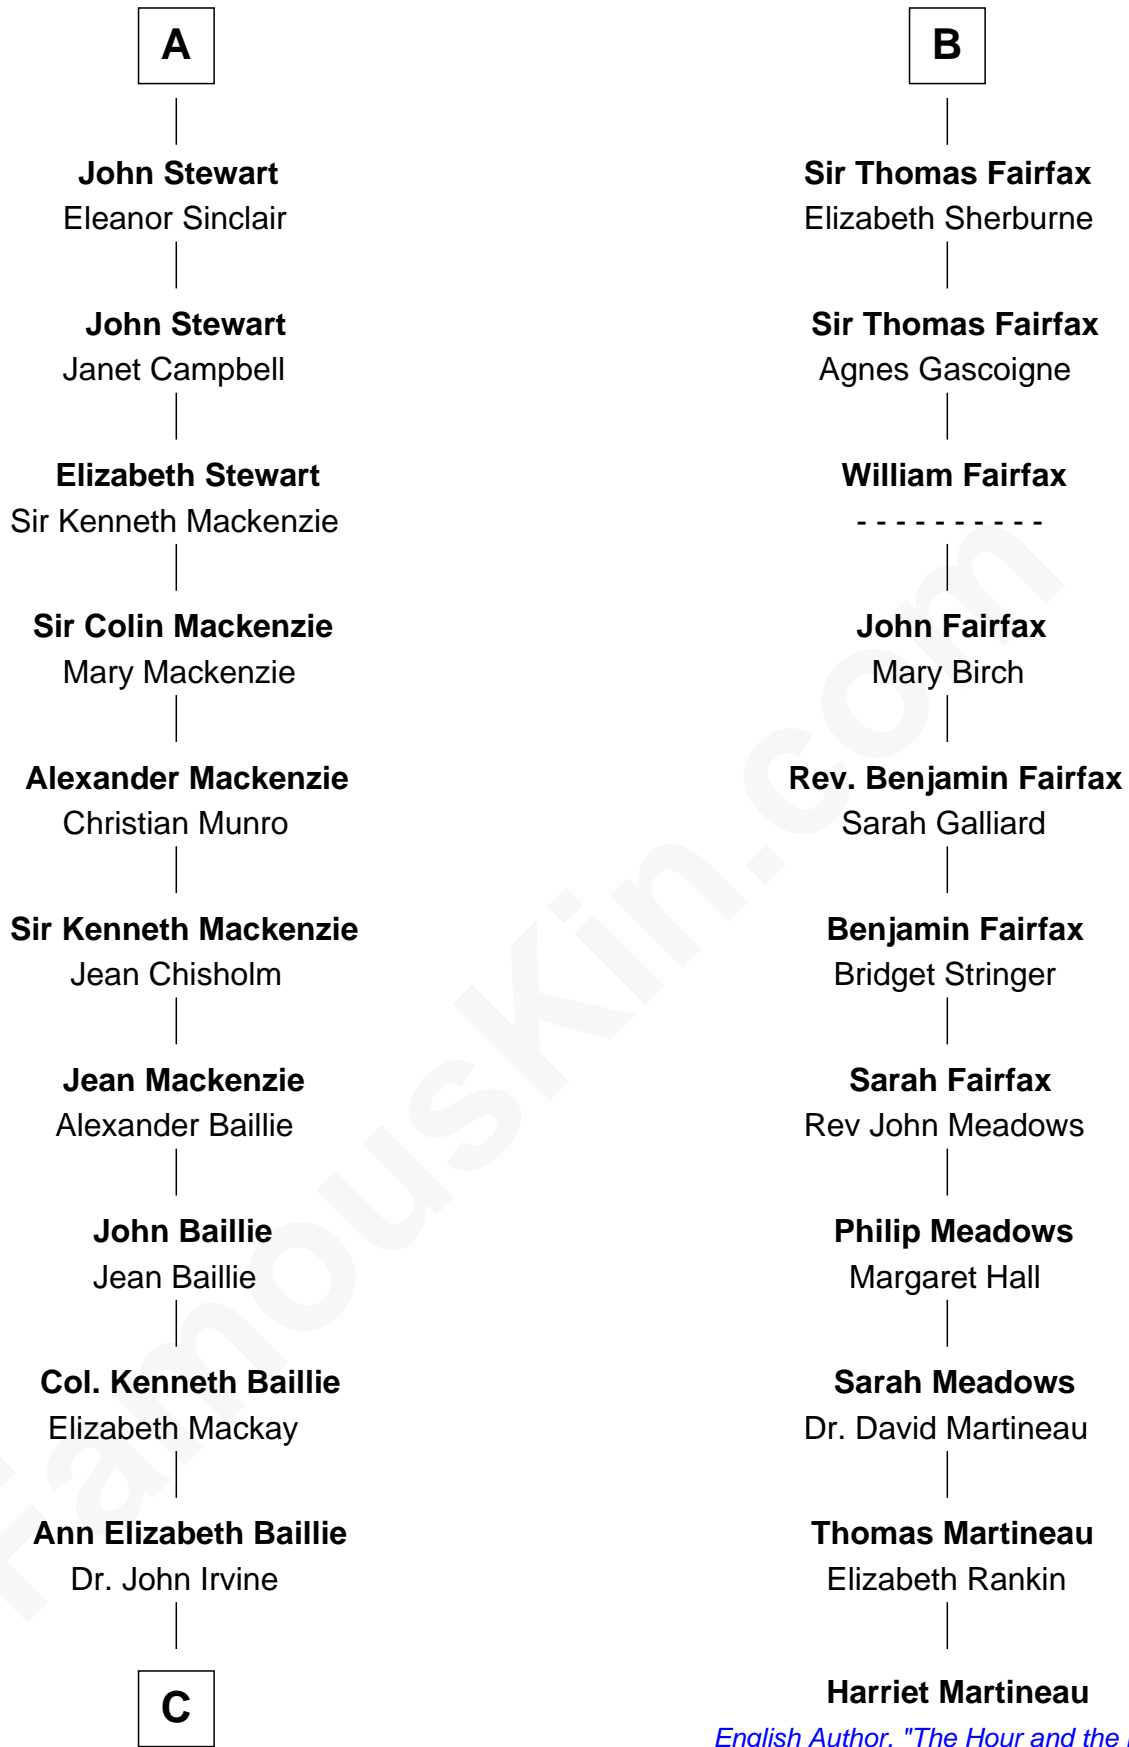 A
John Stewart
Eleanor Sinclair
John Stewart
Janet Campbell
Elizabeth Stewart
Sir Kenneth Mackenzie
Sir Colin Mackenzie
Mary Mackenzie
Alexander Mackenzie
Christian Munro
Sir Kenneth Mackenzie
Jean Chisholm
Jean Mackenzie
Alexander Baillie
John Baillie
Jean Baillie
Col. Kenneth Baillie
Elizabeth Mackay
Ann Elizabeth Baillie
Dr. John Irvine
C
B
Sir Thomas Fairfax
Elizabeth Sherburne
Sir Thomas Fairfax
Agnes Gascoigne
William Fairfax
- - - - - - - - - -
John Fairfax
Mary Birch
Rev. Benjamin Fairfax
Sarah Galliard
Benjamin Fairfax
Bridget Stringer
Sarah Fairfax
Rev John Meadows
Philip Meadows
Margaret Hall
Sarah Meadows
Dr. David Martineau
Thomas Martineau
Elizabeth Rankin
Harriet Martineau
English Author. "The Hour and the
FamousKin.com